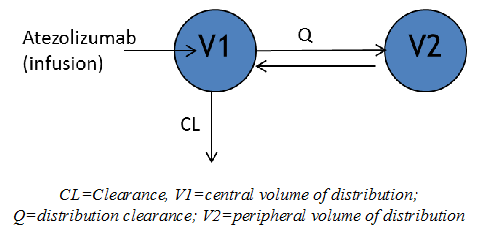 Atezolizumab
(infusion)
V1
Q
V2
CL
CL=Clearance, V1=central volume of distribution;
Q=distribution clearance; V2=peripheral volume of distribution